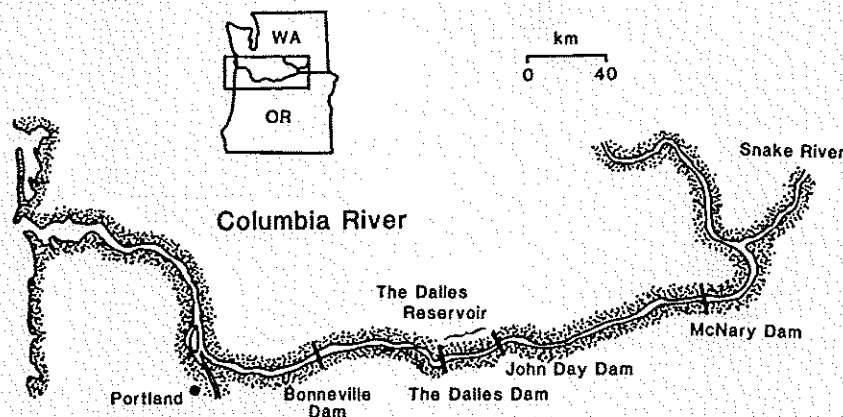 WA
OR
km
0 40
Snake River
Columbia River
The Dalles
Reservoir
McNary Dam
John Day Dam
The Dalles Dam
Bonneville
Dam
Portland